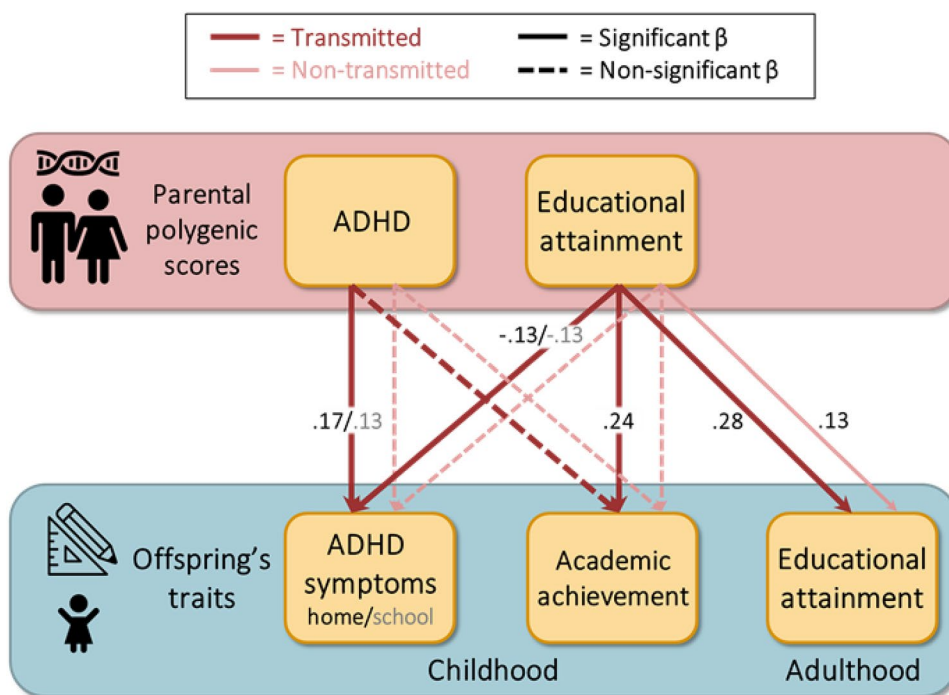 = Transmitted
= Significant β
= Non-transmitted
= Non-significant β
Parental
polygenic
scores
ADHD
Educational
attainment
-.13/-.13
.17/.13
.24
.28
.13
Offspring's
traits
ADHD
symptoms
home/school
Academic
achievement
Educational
attainment
Childhood
Adulthood